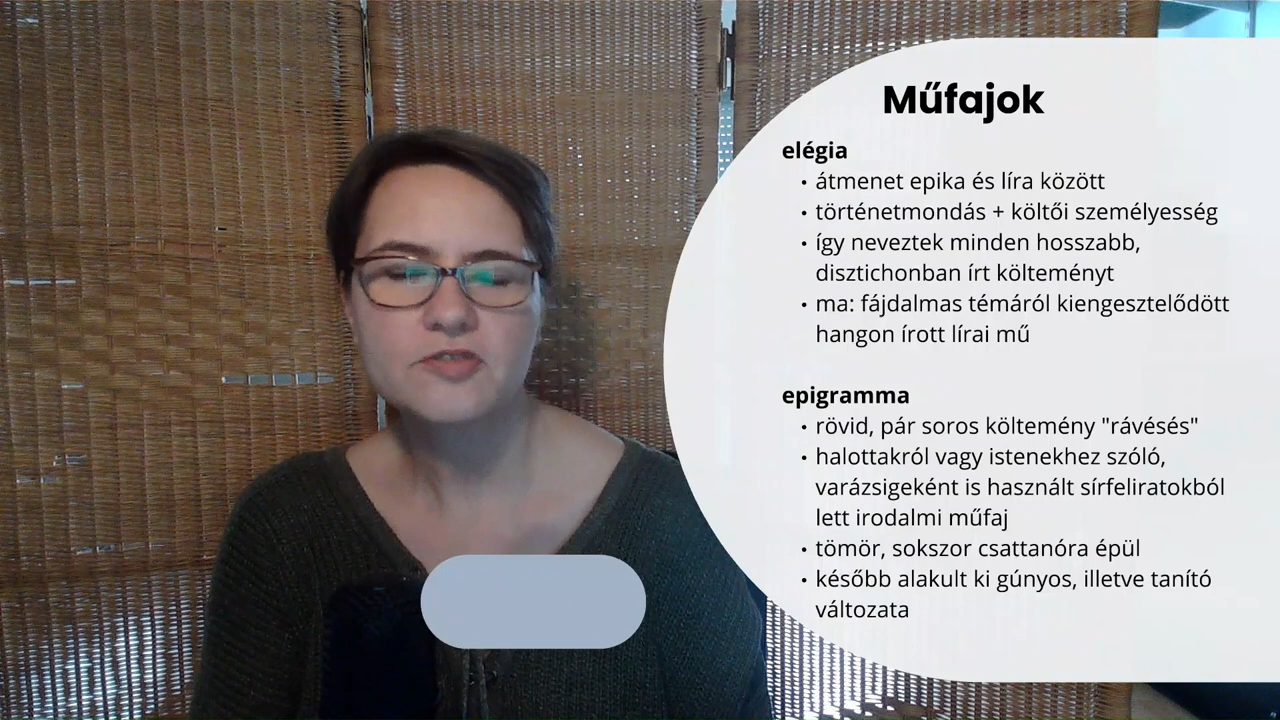 Műfajok
elégia
• átmenet epika és líra között
• történetmondás + költői személyesség
• így neveztek minden hosszabb,
disztichonban írt költeményt
• ma: fájdalmas témáról kiengesztelődött
hangon írott lírai mű
epigramma
• rövid, pár soros költemény "rávésés"
• halottakról vagy istenekhez szóló,
varázsigeként is használt sírfeliratokból
lett irodalmi műfaj
• tömör, sokszor csattanóra épül
• később alakult ki gúnyos, illetve tanító
változata